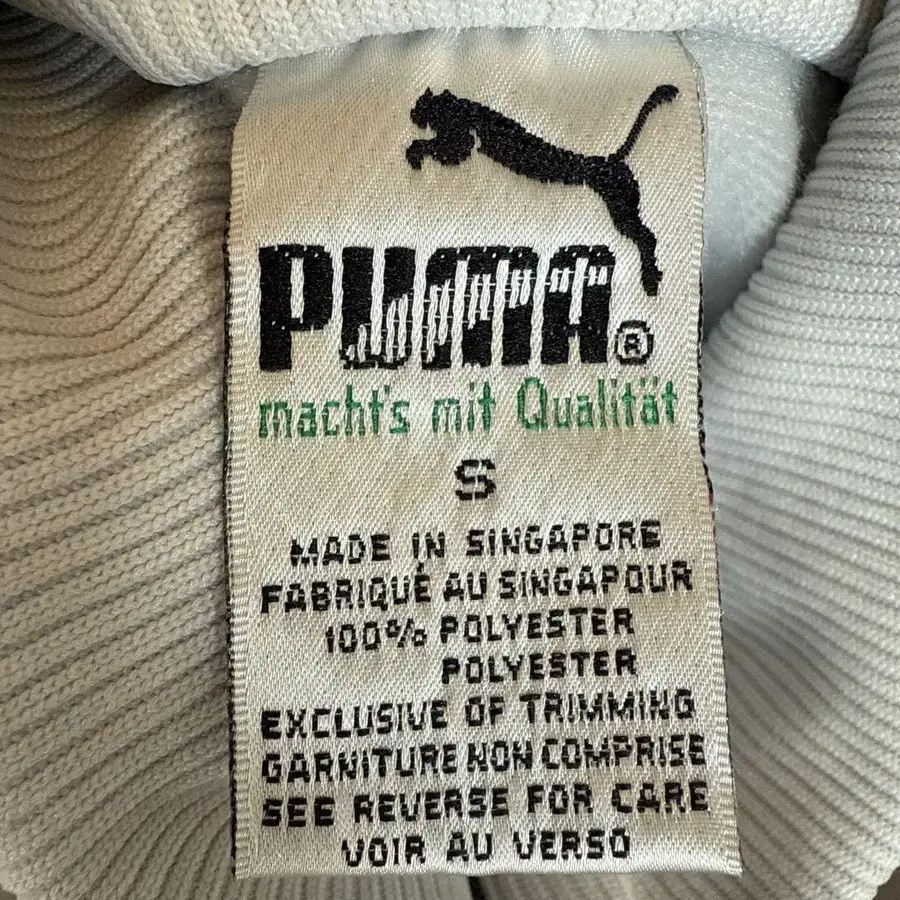 PUMA®
macht's mit Qualität
S
MADE IN SINGAPORE
FABRIQUÉ AU SINGAPOUR
100% POLYESTER
POLYESTER
EXCLUSIVE OF TRIMMING
GARNITURE NON COMPRISE
SEE REVERSE FOR CARE
VOIR AU VERSO